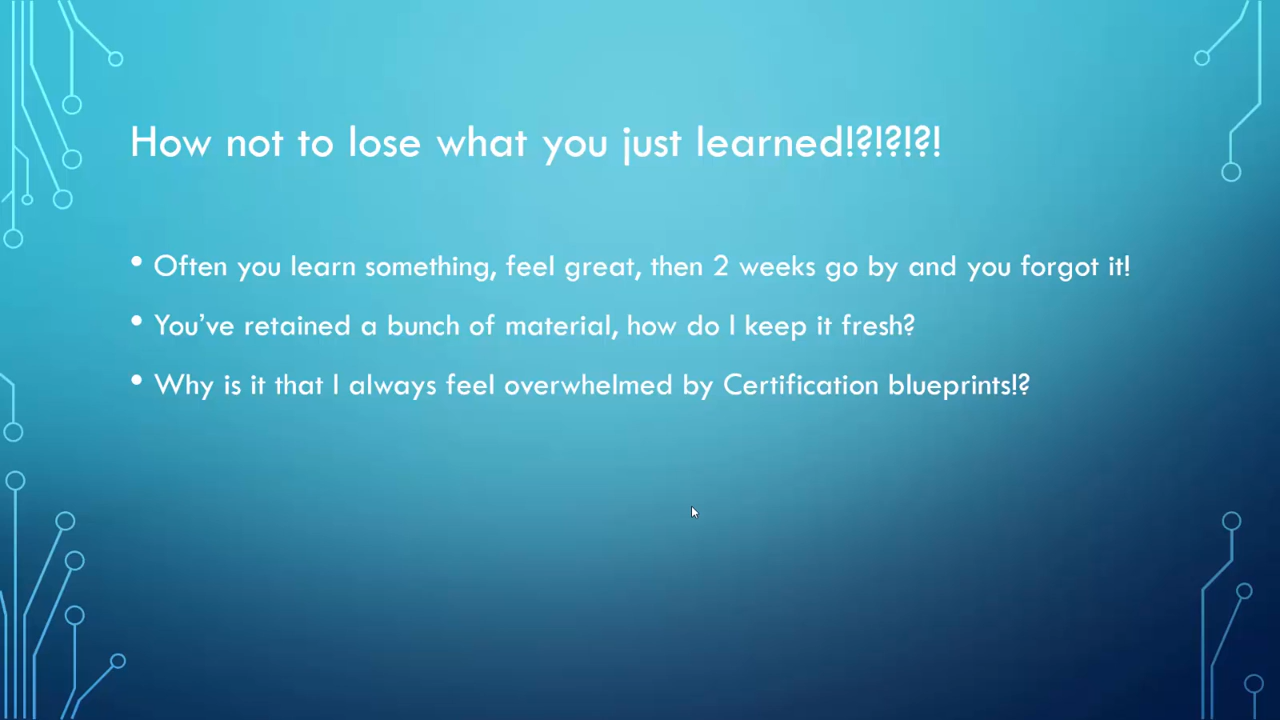 How not to lose what you just learned!?!?!?!
• Often you learn something, feel great, then 2 weeks go by and you forgot it!
• You’ve retained a bunch of material, how do I keep it fresh?
• Why is it that I always feel overwhelmed by Certification blueprints!?